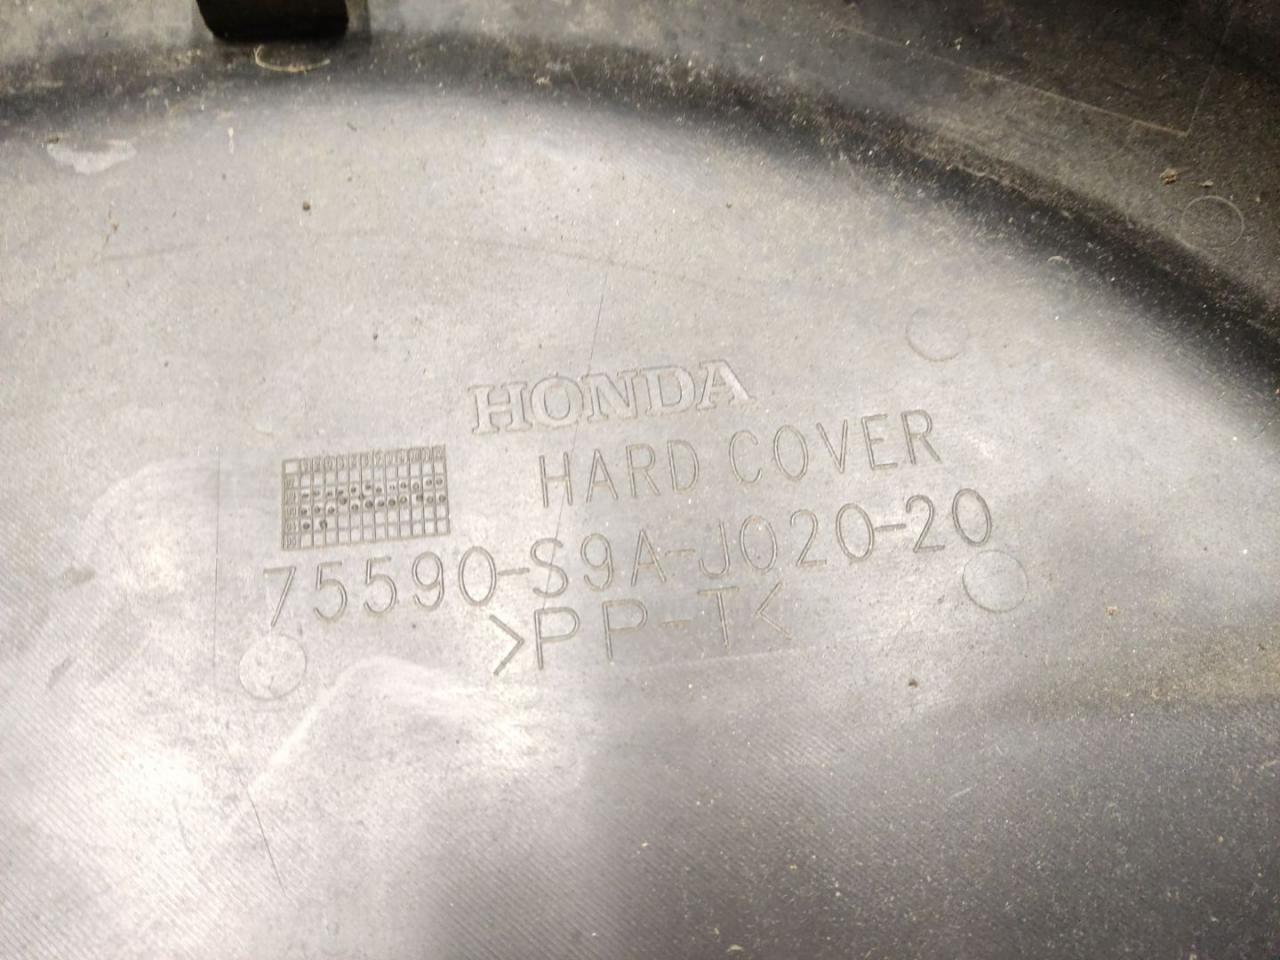 HONDA
HARD COVER
75590-S9A-J020-20
>PP-T<